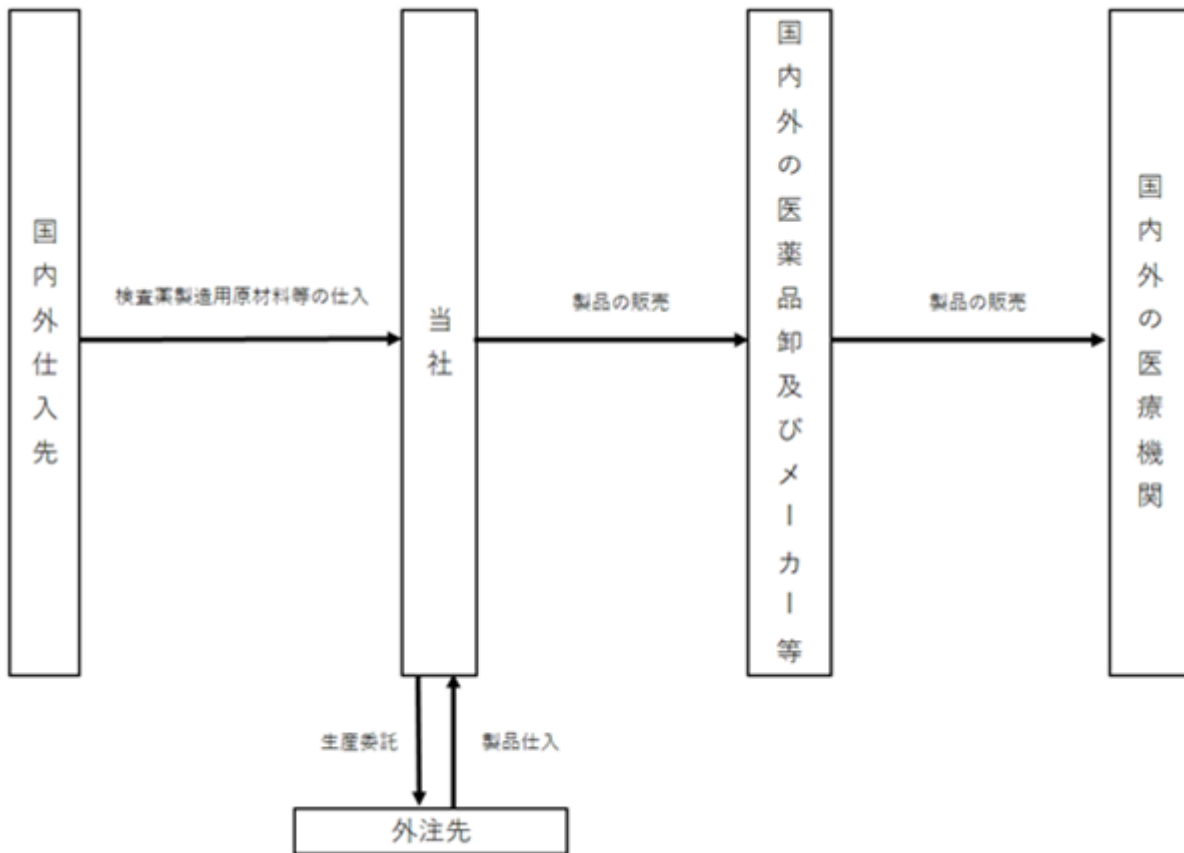 国内外仕入先
検査薬製造用原材料等の仕入
当社
製品の販売
国内外の医薬品卸及びメーカー等
製品の販売
国内外の医療機関
生産委託
製品仕入
外注先